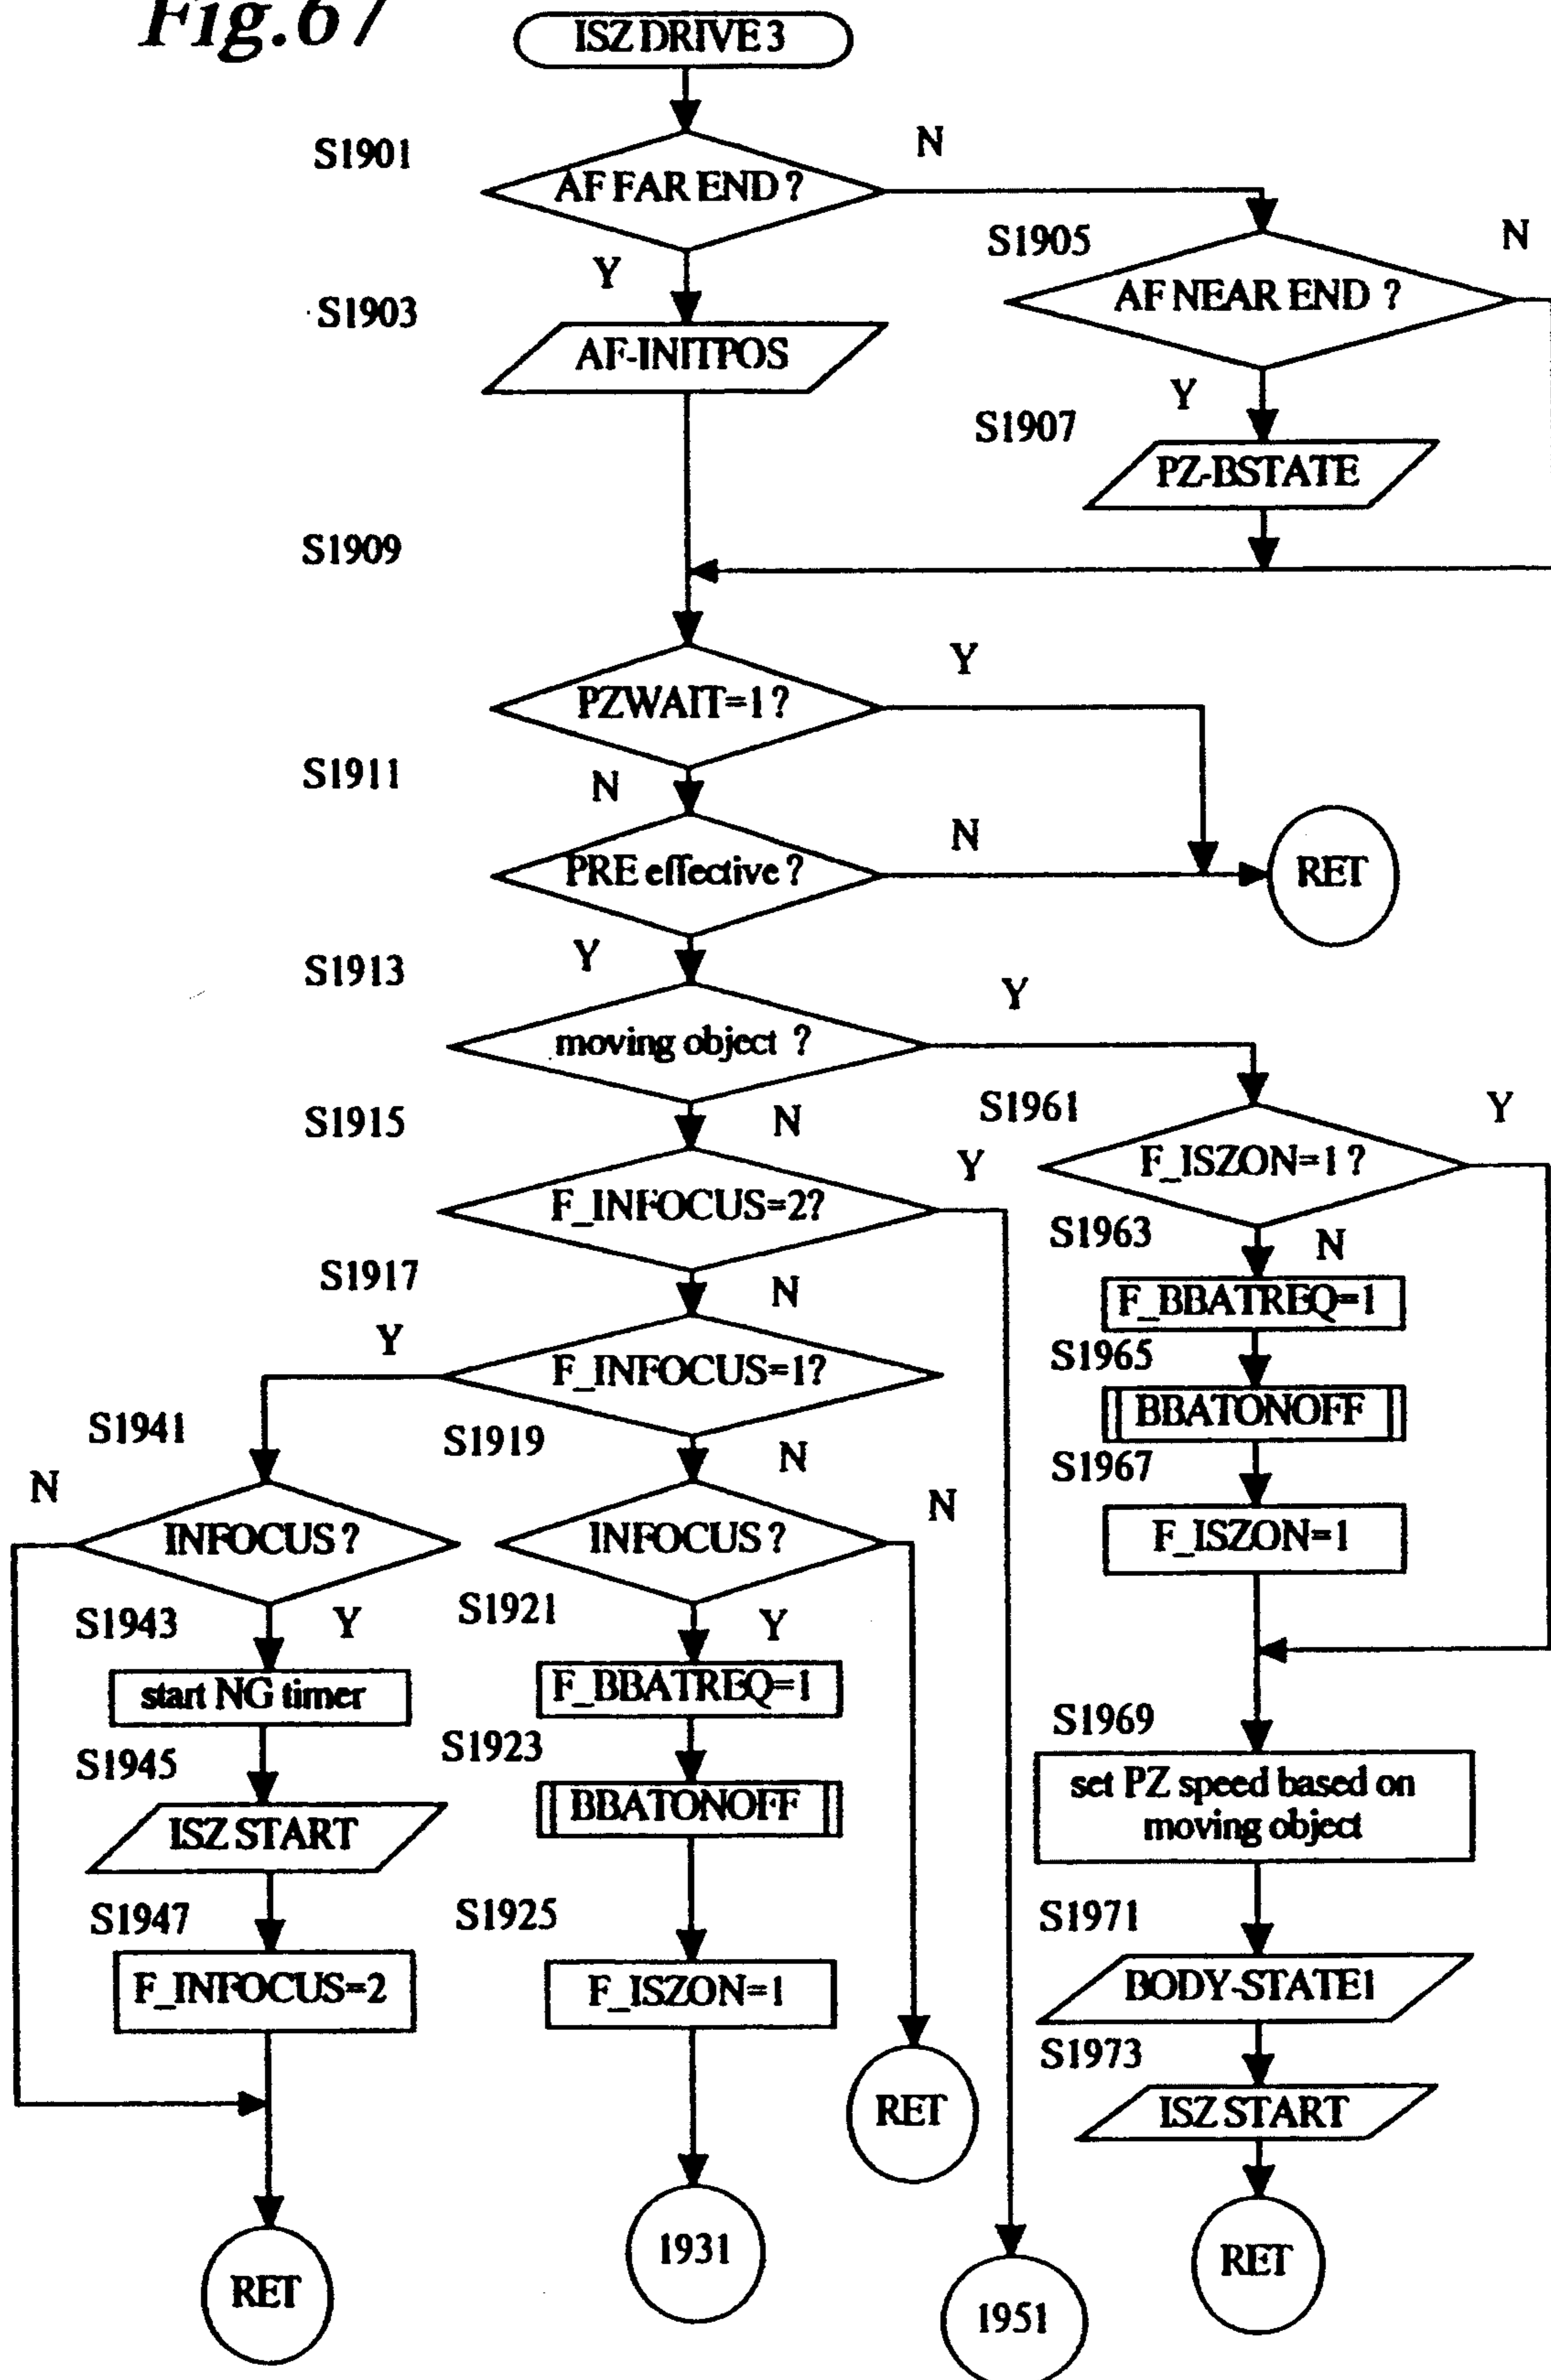 Fig.67
ISZ DRIVE 3
S1901
AF FAR END ?
N
Y
S1903
AF-INITPOS
S1905
AF NEAR END ?
N
Y
S1907
PZ-BSTATE
S1909
PZWAIT=1 ?
Y
N
S1911
PRE effective ?
N
RET
Y
S1913
moving object ?
Y
N
S1915
F_INFOCUS=2?
Y
N
S1917
F_INFOCUS=1?
Y
N
S1941
INFOCUS ?
N
Y
S1943
start NG timer
S1945
ISZ START
S1947
F_INFOCUS=2
RET
S1919
INFOCUS ?
N
Y
S1921
F_BBATREQ=1
S1923
BBATONOFF
S1925
F_ISZON=1
1931
RET
1951
S1961
F_ISZON=1 ?
Y
N
S1963
F_BBATREQ=1
S1965
BBATONOFF
S1967
F_ISZON=1
S1969
set PZ speed based on
moving object
S1971
BODY-STATE1
S1973
ISZ START
RET